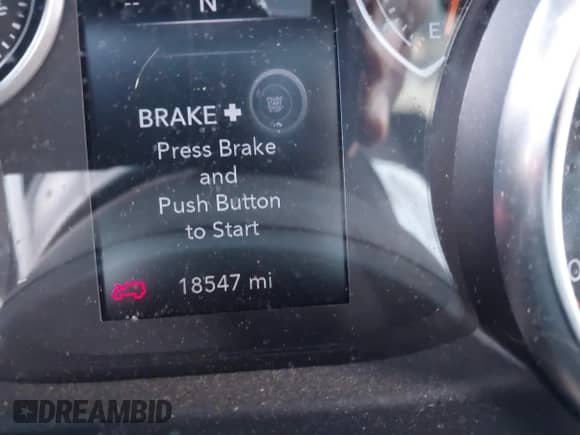 -- N
E
BRAKE +
Press Brake
and
Push Button
to Start
18547 mi
DREAMBID